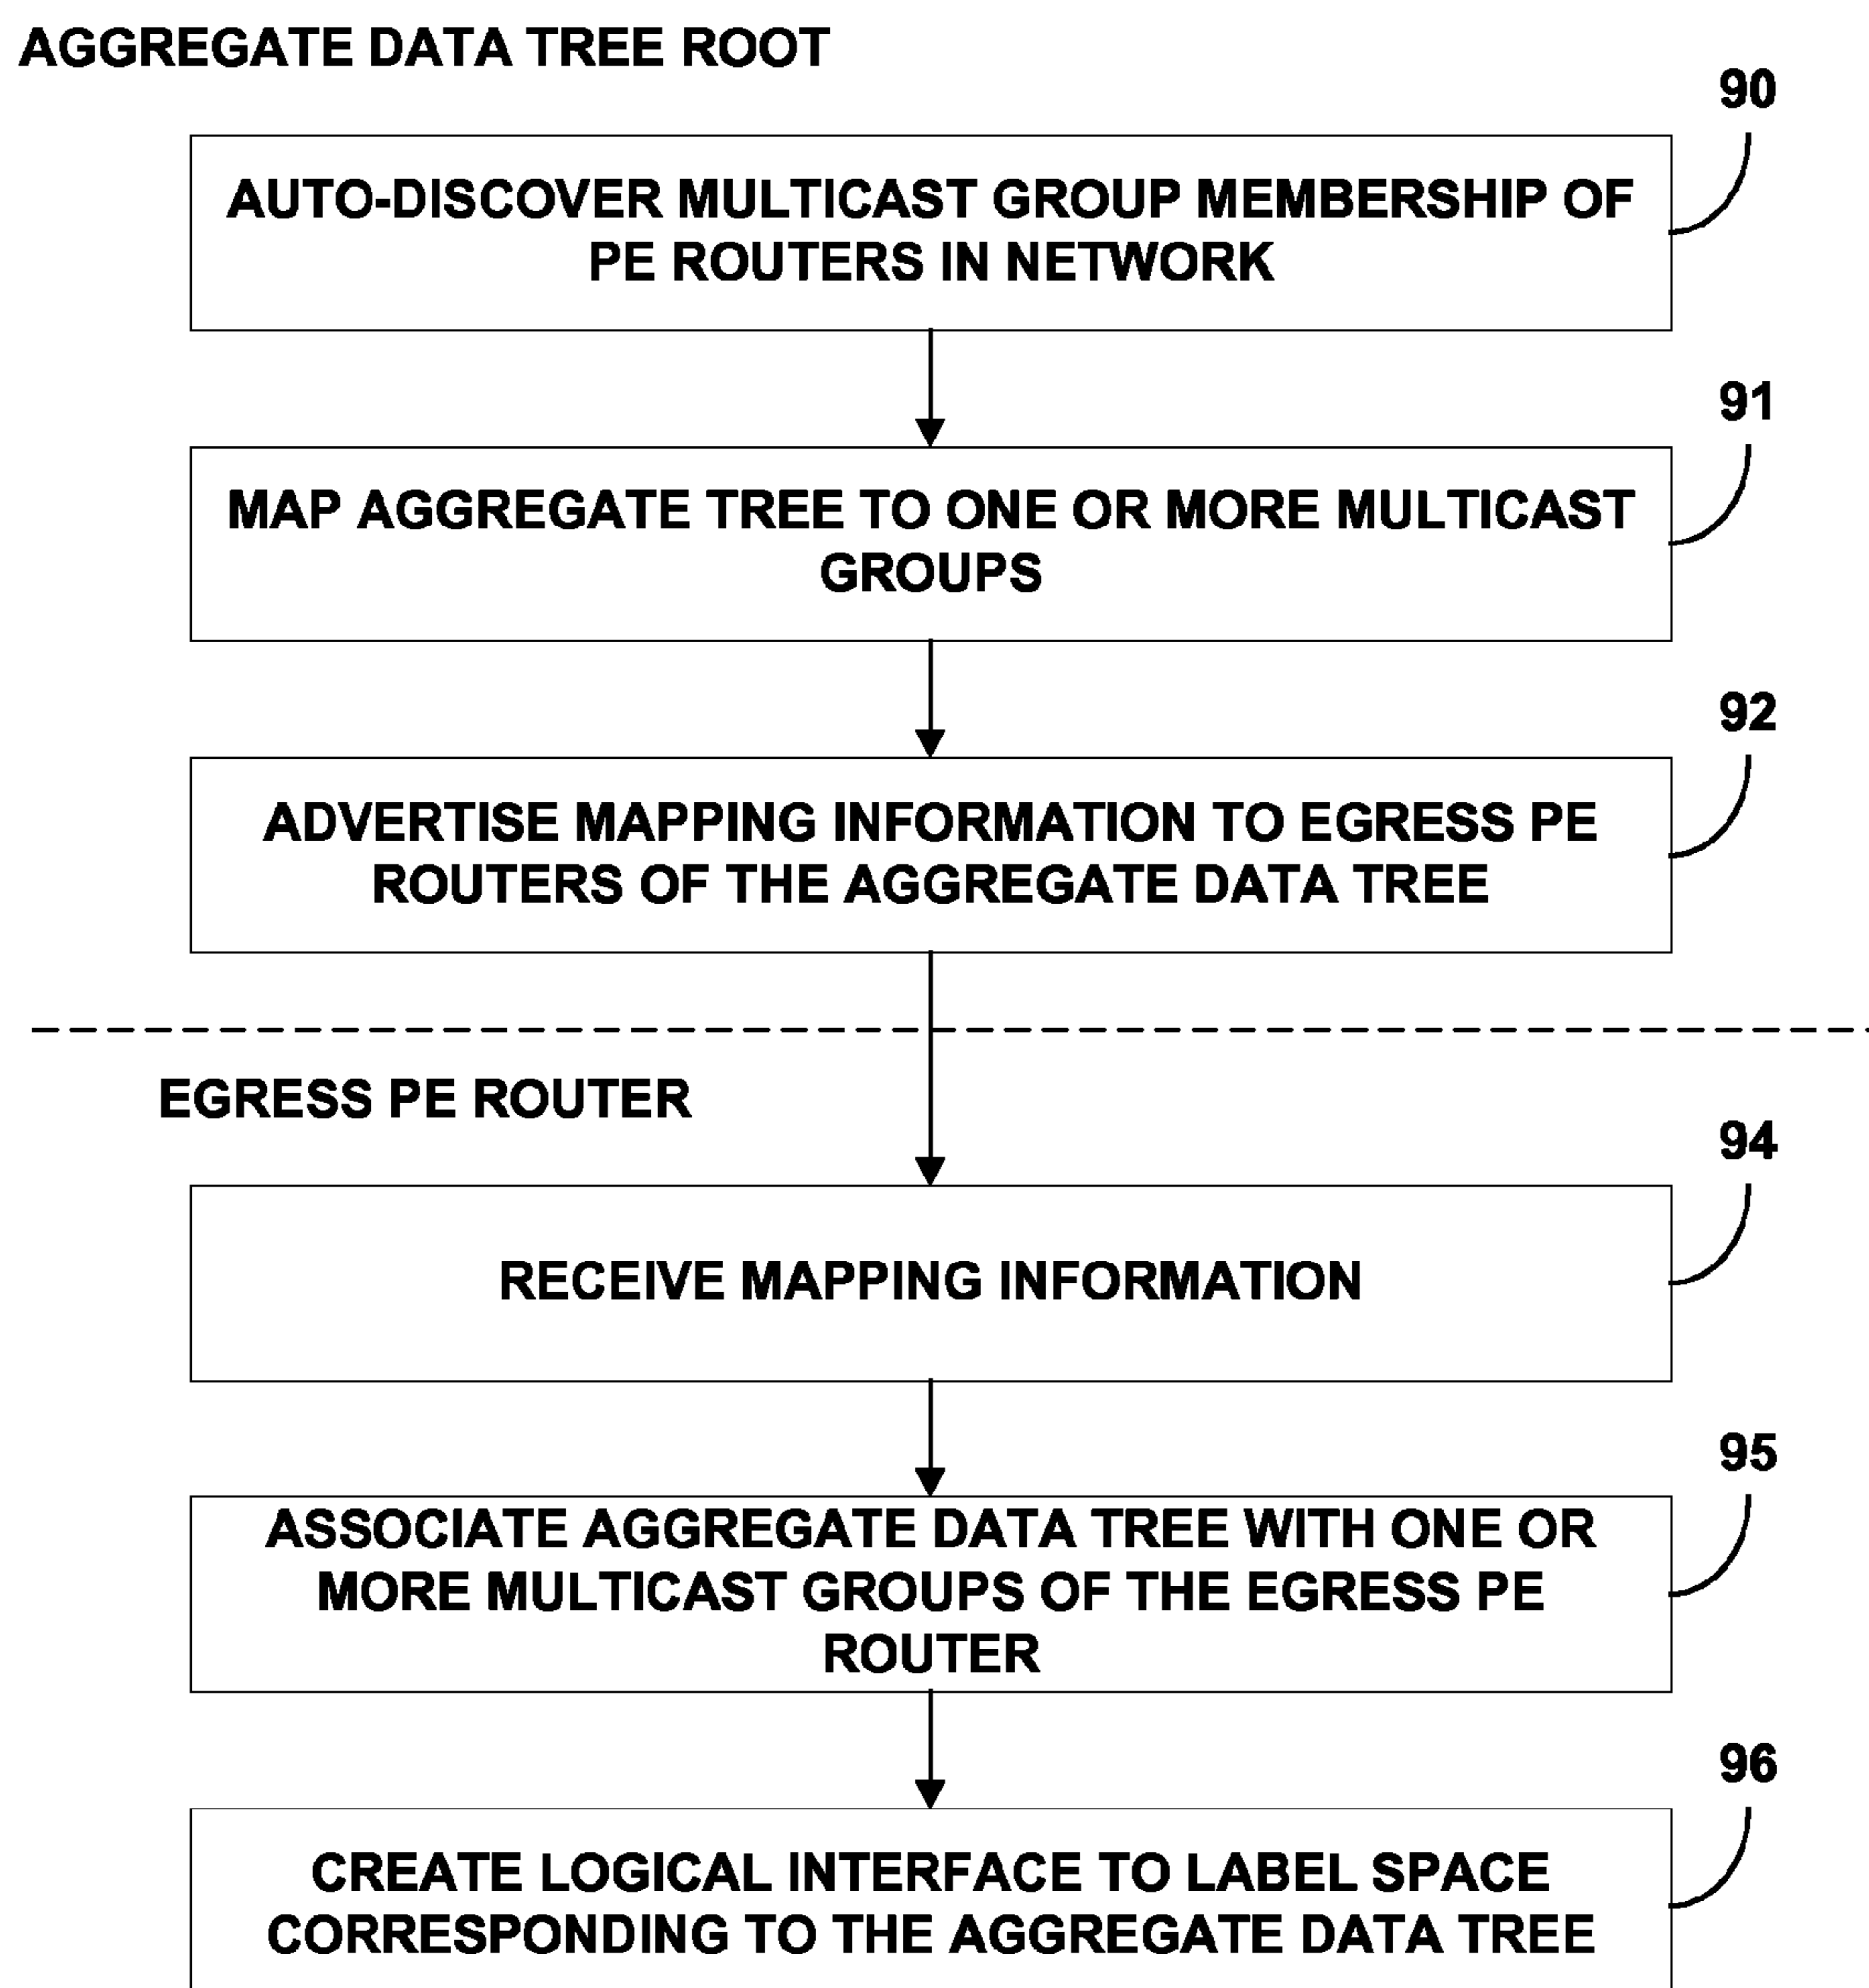 AGGREGATE DATA TREE ROOT
90
AUTO-DISCOVER MULTICAST GROUP MEMBERSHIP OF
PE ROUTERS IN NETWORK
91
MAP AGGREGATE TREE TO ONE OR MORE MULTICAST
GROUPS
92
ADVERTISE MAPPING INFORMATION TO EGRESS PE
ROUTERS OF THE AGGREGATE DATA TREE
EGRESS PE ROUTER
94
RECEIVE MAPPING INFORMATION
95
ASSOCIATE AGGREGATE DATA TREE WITH ONE OR
MORE MULTICAST GROUPS OF THE EGRESS PE
ROUTER
96
CREATE LOGICAL INTERFACE TO LABEL SPACE
CORRESPONDING TO THE AGGREGATE DATA TREE